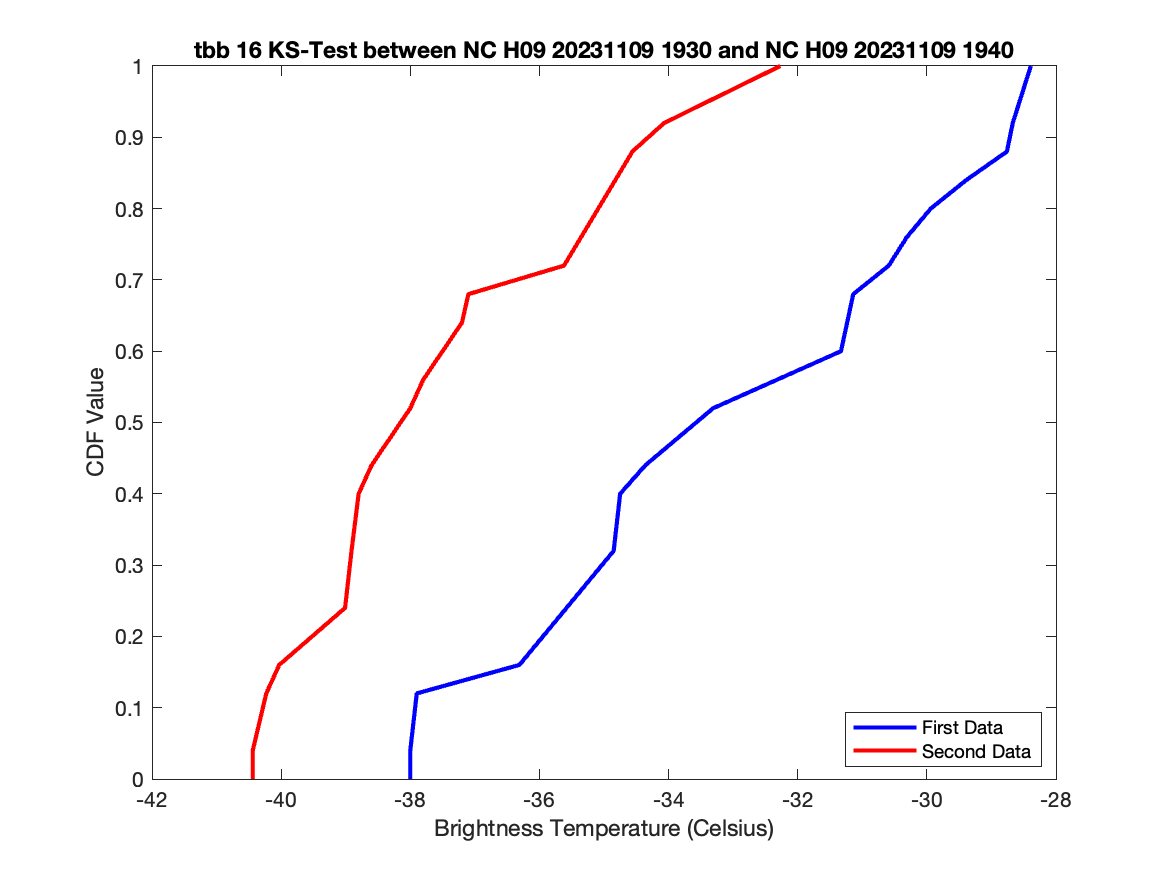 tbb 16 KS-Test between NC H09 20231109 1930 and NC H09 20231109 1940
1
0.9
0.8
0.7
0.6
0.5
0.4
0.3
0.2
0.1
0
CDF Value
First Data
Second Data
-42 -40 -38 -36 -34 -32 -30 -28
Brightness Temperature (Celsius)